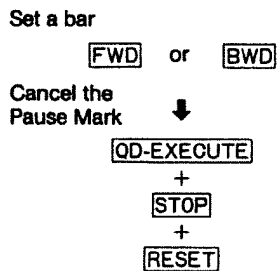 Set a bar
FWD or BWD
Cancel the
Pause Mark
QD-EXECUTE
+
STOP
+
RESET